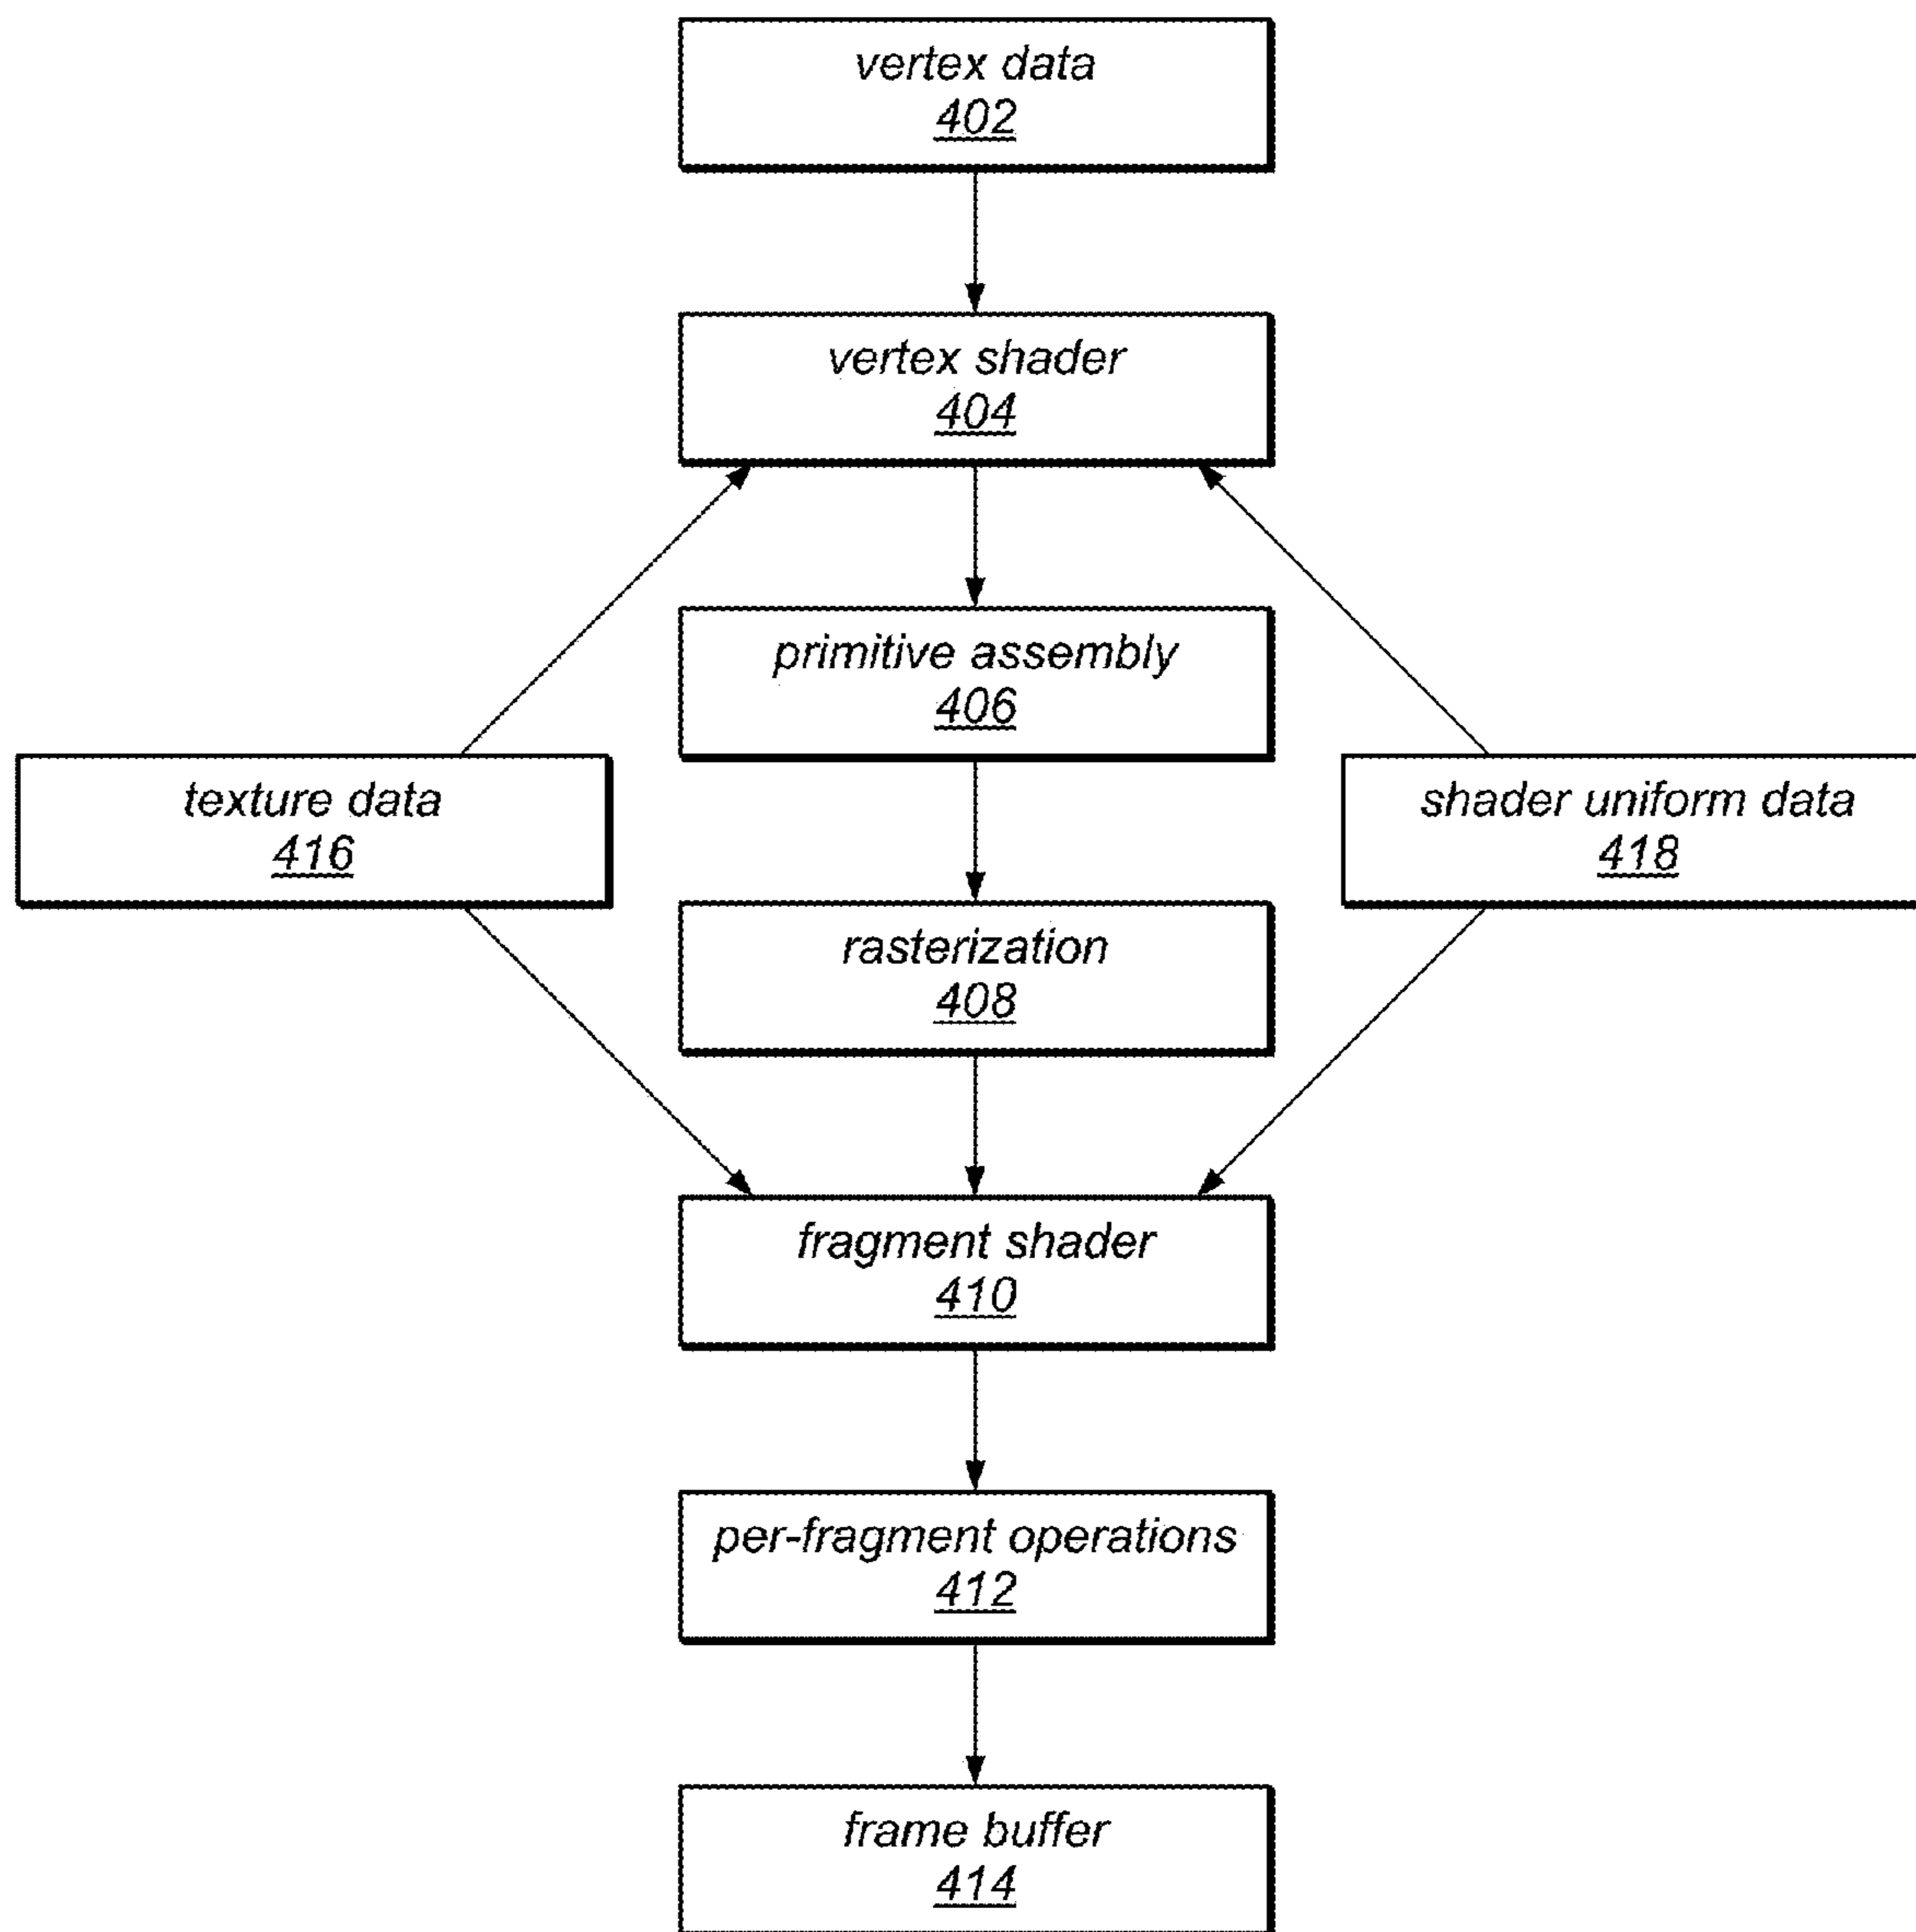 vertex data
402
vertex shader
404
primitive assembly
406
texture data
416
shader uniform data
418
rasterization
408
fragment shader
410
per-fragment operations
412
frame buffer
414